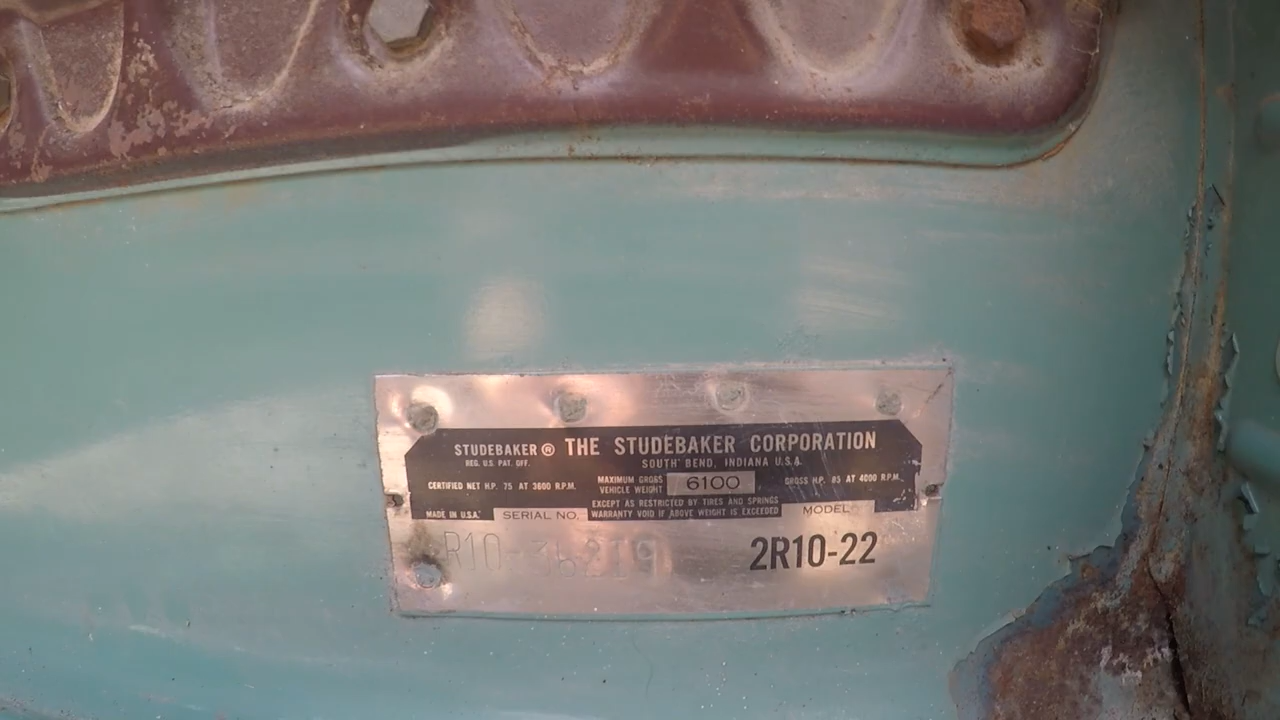 STUDEBAKER® THE STUDEBAKER CORPORATION
REG. U.S. PAT. OFF. SOUTH BEND, INDIANA U.S.A.
CERTIFIED NET H.P. 75 AT 3600 R.P.M. MAXIMUM GROSS VEHICLE WEIGHT 6100 GROSS H.P. 85 AT 4000 R.P.M.
EXCEPT AS RESTRICTED BY TIRES AND SPRINGS
MADE IN U.S.A. SERIAL NO. WARRANTY VOID IF ABOVE WEIGHT IS EXCEEDED MODEL
2R10-22